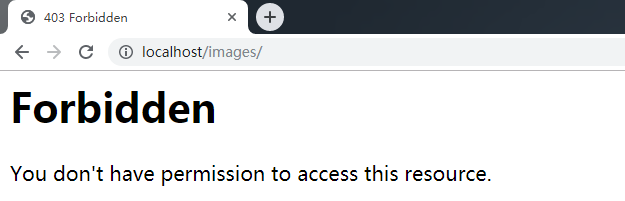 403 Forbidden
localhost/images/
Forbidden
You don't have permission to access this resource.